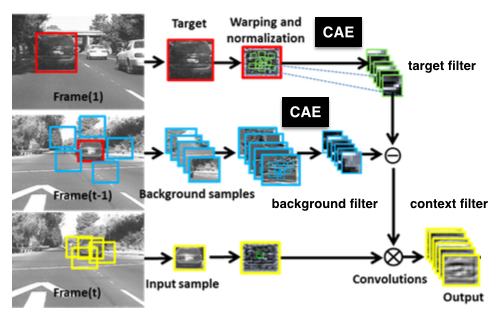 Target
Warping and
normalization
CAE
target filter
Frame(1)
CAE
Frame(t-1)
Background samples
background filter
context filter
Input sample
Convolutions
Frame(t)
Output